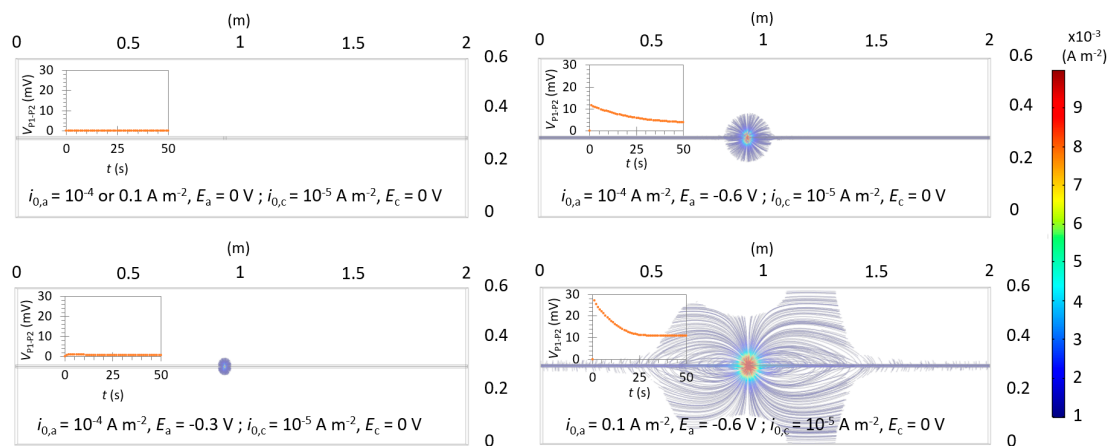 (m)
0 0.5 1 1.5 2
0.6
0.4
0.2
0
30
20
10
0
V_P1-P2 (mV)
0 25 50
t (s)
i_0,a = 10⁻⁴ or 0.1 A m⁻², E_a = 0 V ; i_0,c = 10⁻⁵ A m⁻², E_c = 0 V
(m)
0 0.5 1 1.5 2
0.6
0.4
0.2
0
30
20
10
0
V_P1-P2 (mV)
0 25 50
t (s)
i_0,a = 10⁻⁴ A m⁻², E_a = -0.6 V ; i_0,c = 10⁻⁵ A m⁻², E_c = 0 V
(m)
0 0.5 1 1.5 2
0.6
0.4
0.2
0
30
20
10
0
V_P1-P2 (mV)
0 25 50
t (s)
i_0,a = 10⁻⁴ A m⁻², E_a = -0.3 V ; i_0,c = 10⁻⁵ A m⁻², E_c = 0 V
(m)
0 0.5 1 1.5 2
0.6
0.4
0.2
0
30
20
10
0
V_P1-P2 (mV)
0 25 50
t (s)
i_0,a = 0.1 A m⁻², E_a = -0.6 V ; i_0,c = 10⁻⁵ A m⁻², E_c = 0 V
x10⁻³
(A m⁻²)
9
8
7
6
5
4
3
2
1